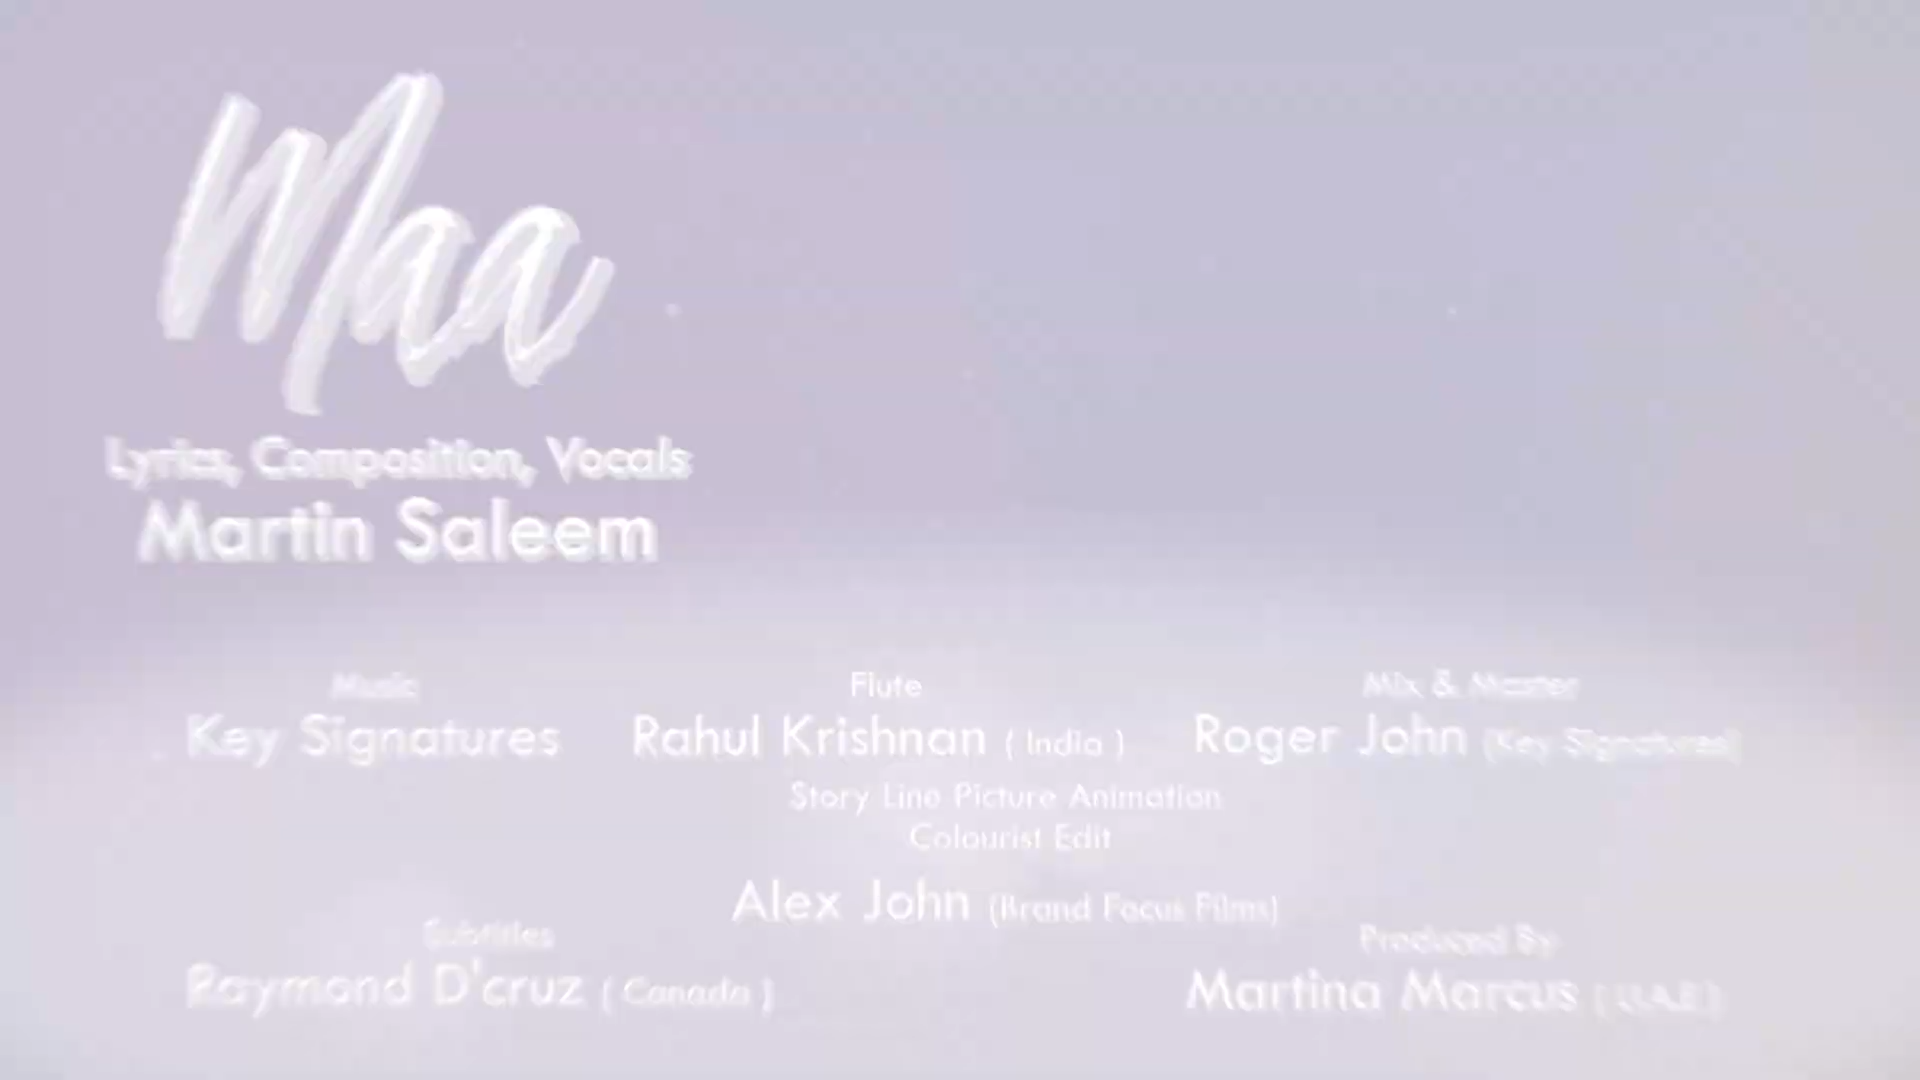 Maa
Lyrics, Composition, Vocals
Martin Saleem
Music
Key Signatures
Flute
Rahul Krishnan ( India )
Mix & Master
Roger John (Key Signatures)
Story Line Picture Animation
Colourist Edit
Alex John (Brand Focus Films)
Subtitles
Raymond D'cruz ( Canada )
Produced By
Martina Marcus